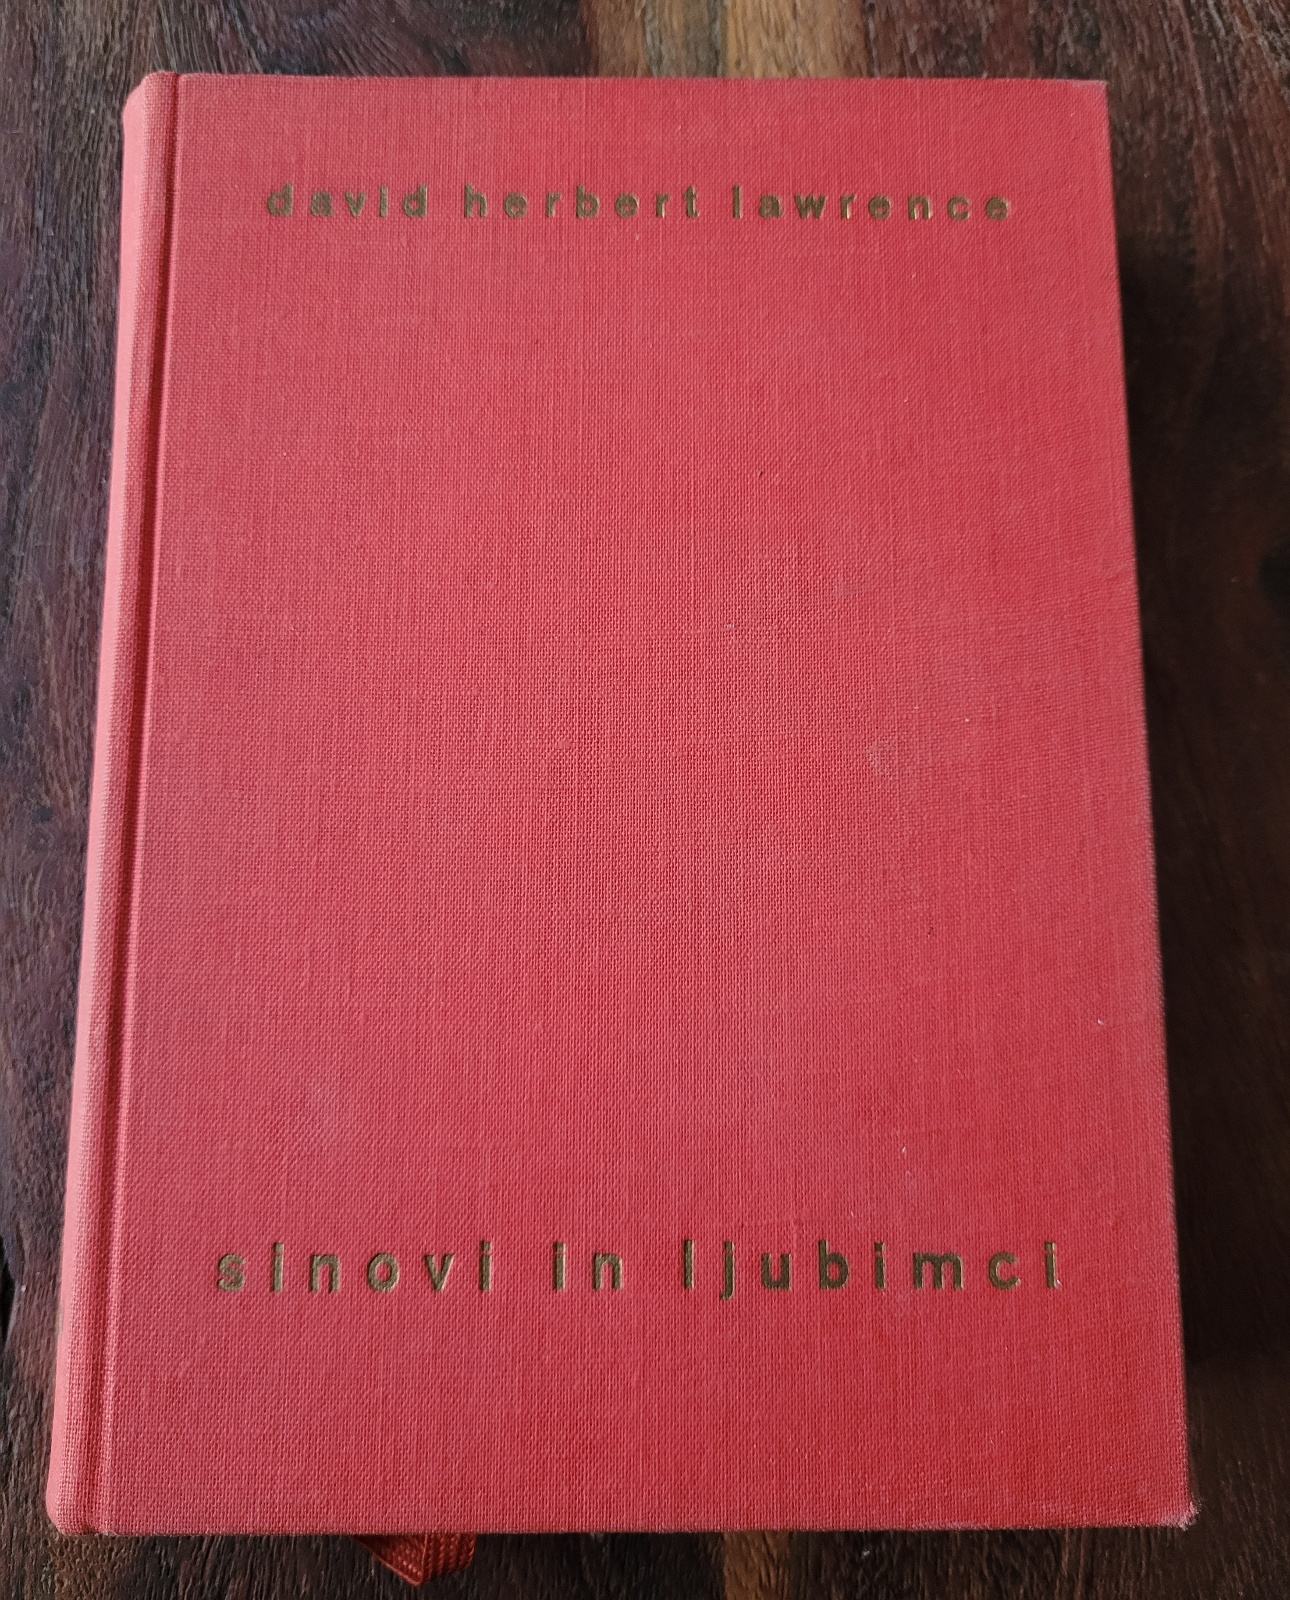 david herbert lawrence
sinovi in ljubimci